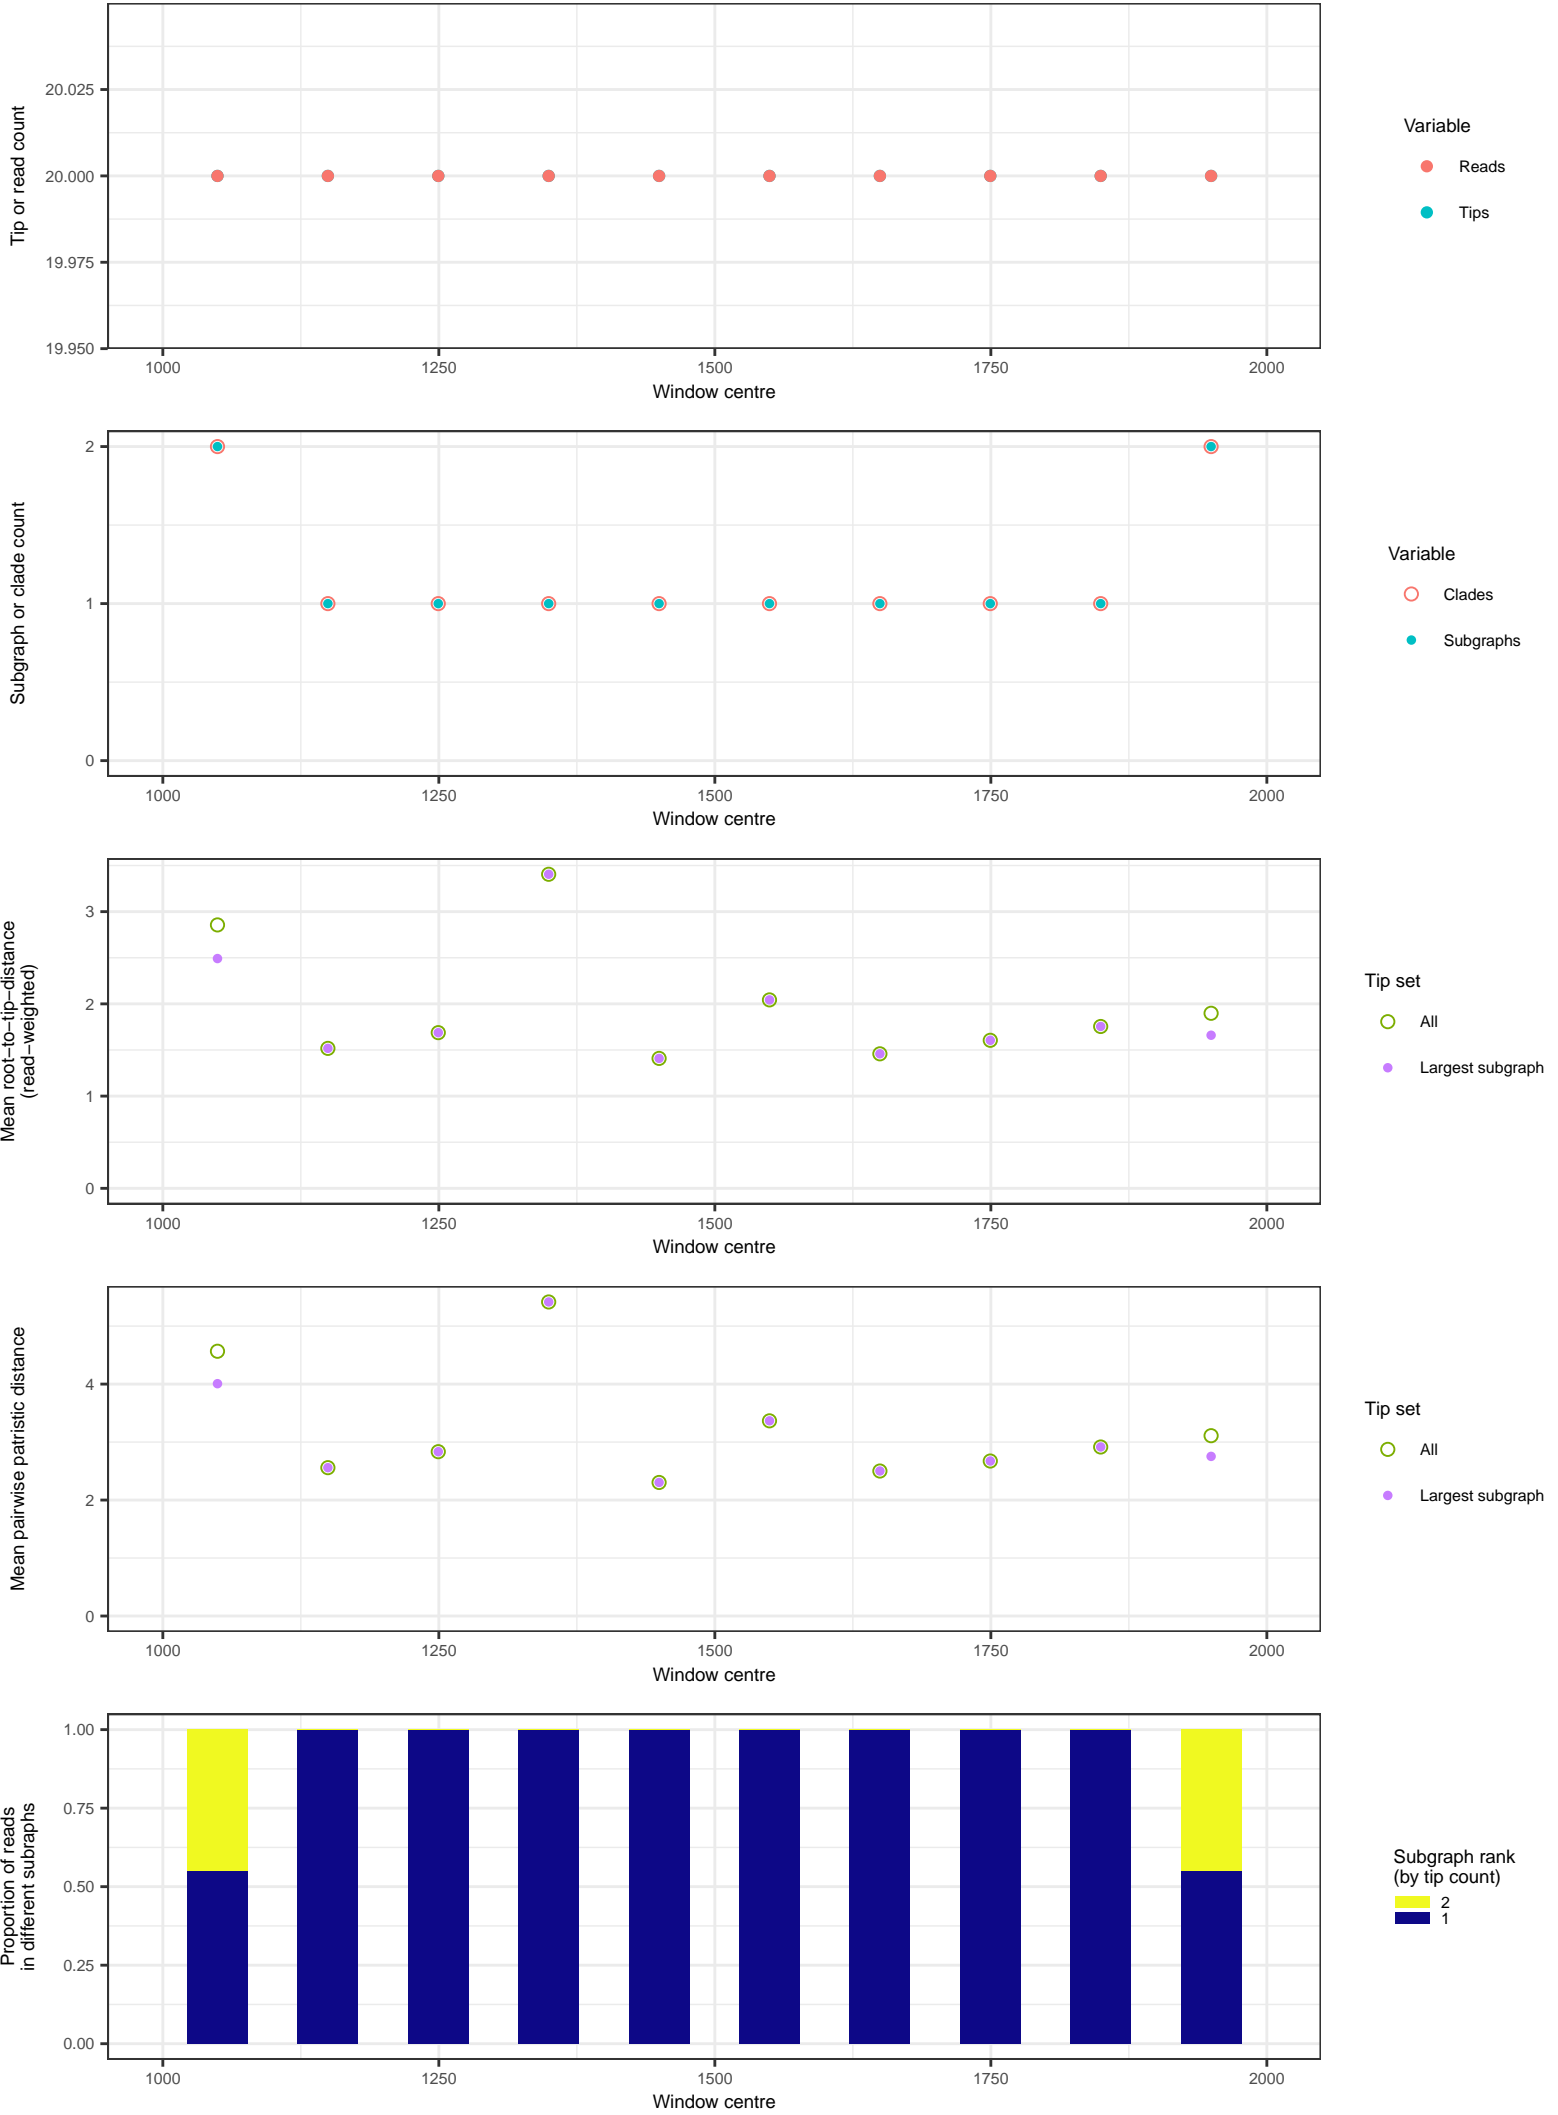 Tip or read count
20.025
20.000
19.975
19.950
1000 1250 1500 1750 2000
Window centre
Variable
Reads
Tips
Subgraph or clade count
2
1
0
1000 1250 1500 1750 2000
Window centre
Variable
Clades
Subgraphs
Mean root−to−tip−distance
(read−weighted)
3
2
1
0
1000 1250 1500 1750 2000
Window centre
Tip set
All
Largest subgraph
Mean pairwise patristic distance
4
2
0
1000 1250 1500 1750 2000
Window centre
Tip set
All
Largest subgraph
Proportion of reads
in different subraphs
1.00
0.75
0.50
0.25
0.00
1000 1250 1500 1750 2000
Window centre
Subgraph rank
(by tip count)
2
1